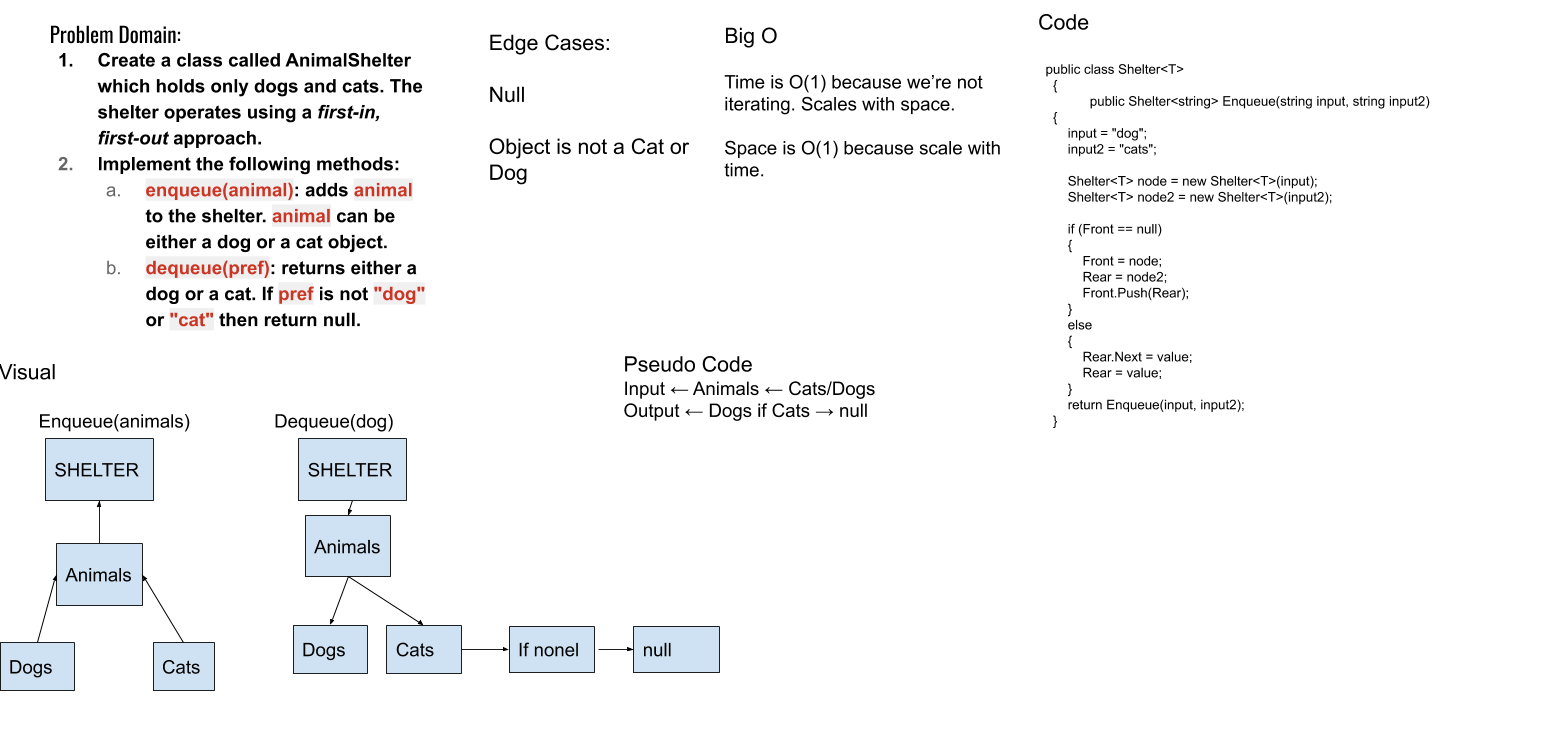 Problem Domain:
1. Create a class called AnimalShelter
which holds only dogs and cats. The
shelter operates using a first-in,
first-out approach.
2. Implement the following methods:
a. enqueue(animal): adds animal
to the shelter. animal can be
either a dog or a cat object.
b. dequeue(pref): returns either a
dog or a cat. If pref is not "dog"
or "cat" then return null.
Edge Cases:
Null
Object is not a Cat or
Dog
Big O
Time is O(1) because we're not
iterating. Scales with space.
Space is O(1) because scale with
time.
Code
public class Shelter<T>
{
public Shelter<string> Enqueue(string input, string input2)
{
input = "dog";
input2 = "cats";
Shelter<T> node = new Shelter<T>(input);
Shelter<T> node2 = new Shelter<T>(input2);
if (Front == null)
{
Front = node;
Rear = node2;
Front.Push(Rear);
}
else
{
Rear.Next = value;
Rear = value;
}
return Enqueue(input, input2);
}
Visual
Enqueue(animals)
SHELTER
Animals
Dogs
Cats
Dequeue(dog)
SHELTER
Animals
Dogs
Cats
If nonel
null
Pseudo Code
Input ← Animals ← Cats/Dogs
Output ← Dogs if Cats → null